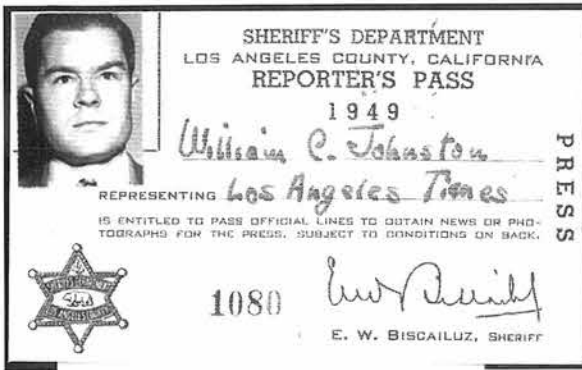 SHERIFF'S DEPARTMENT
LOS ANGELES COUNTY, CALIFORNIA
REPORTER'S PASS
1949
William C. Johnston
REPRESENTING Los Angeles Times
IS ENTITLED TO PASS OFFICIAL LINES TO OBTAIN NEWS OR PHO-
TOGRAPHS FOR THE PRESS, SUBJECT TO CONDITIONS ON BACK.
PRESS
1080
E. W. BISCAILUZ, SHERIFF